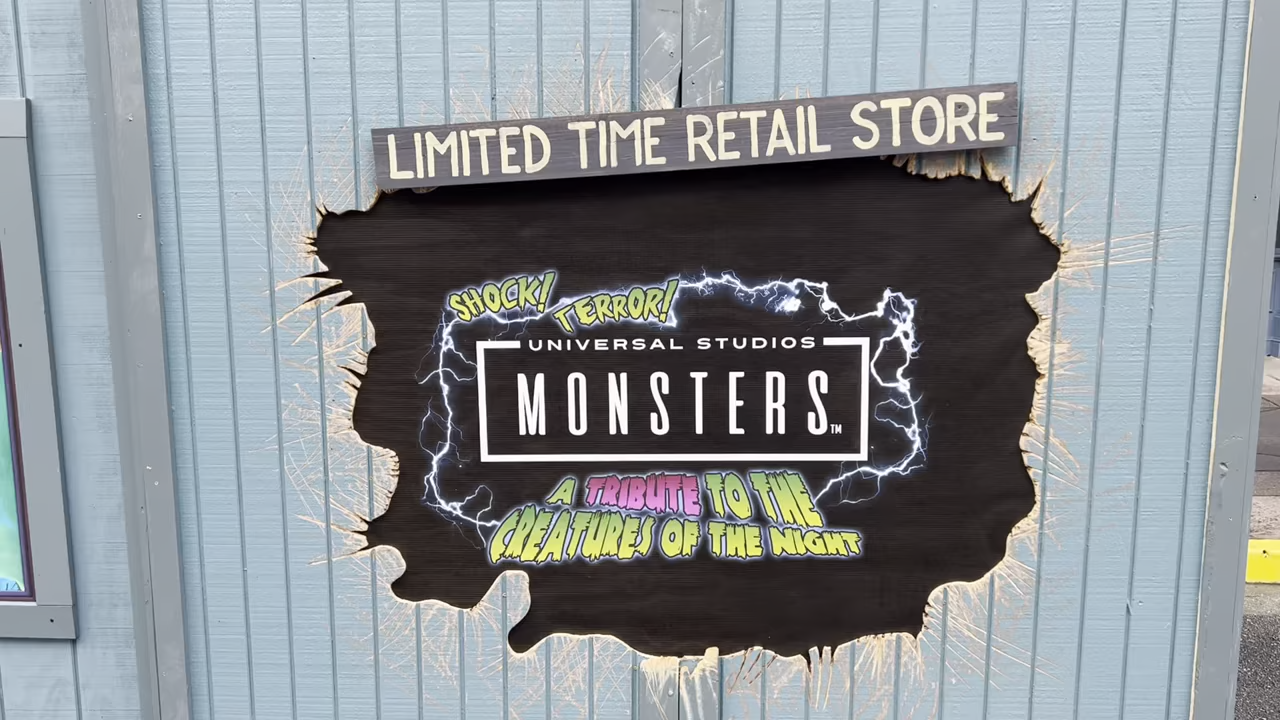 LIMITED TIME RETAIL STORE
SHOCK! TERROR!
UNIVERSAL STUDIOS
MONSTERS™
A TRIBUTE TO THE
CREATURES OF THE NIGHT